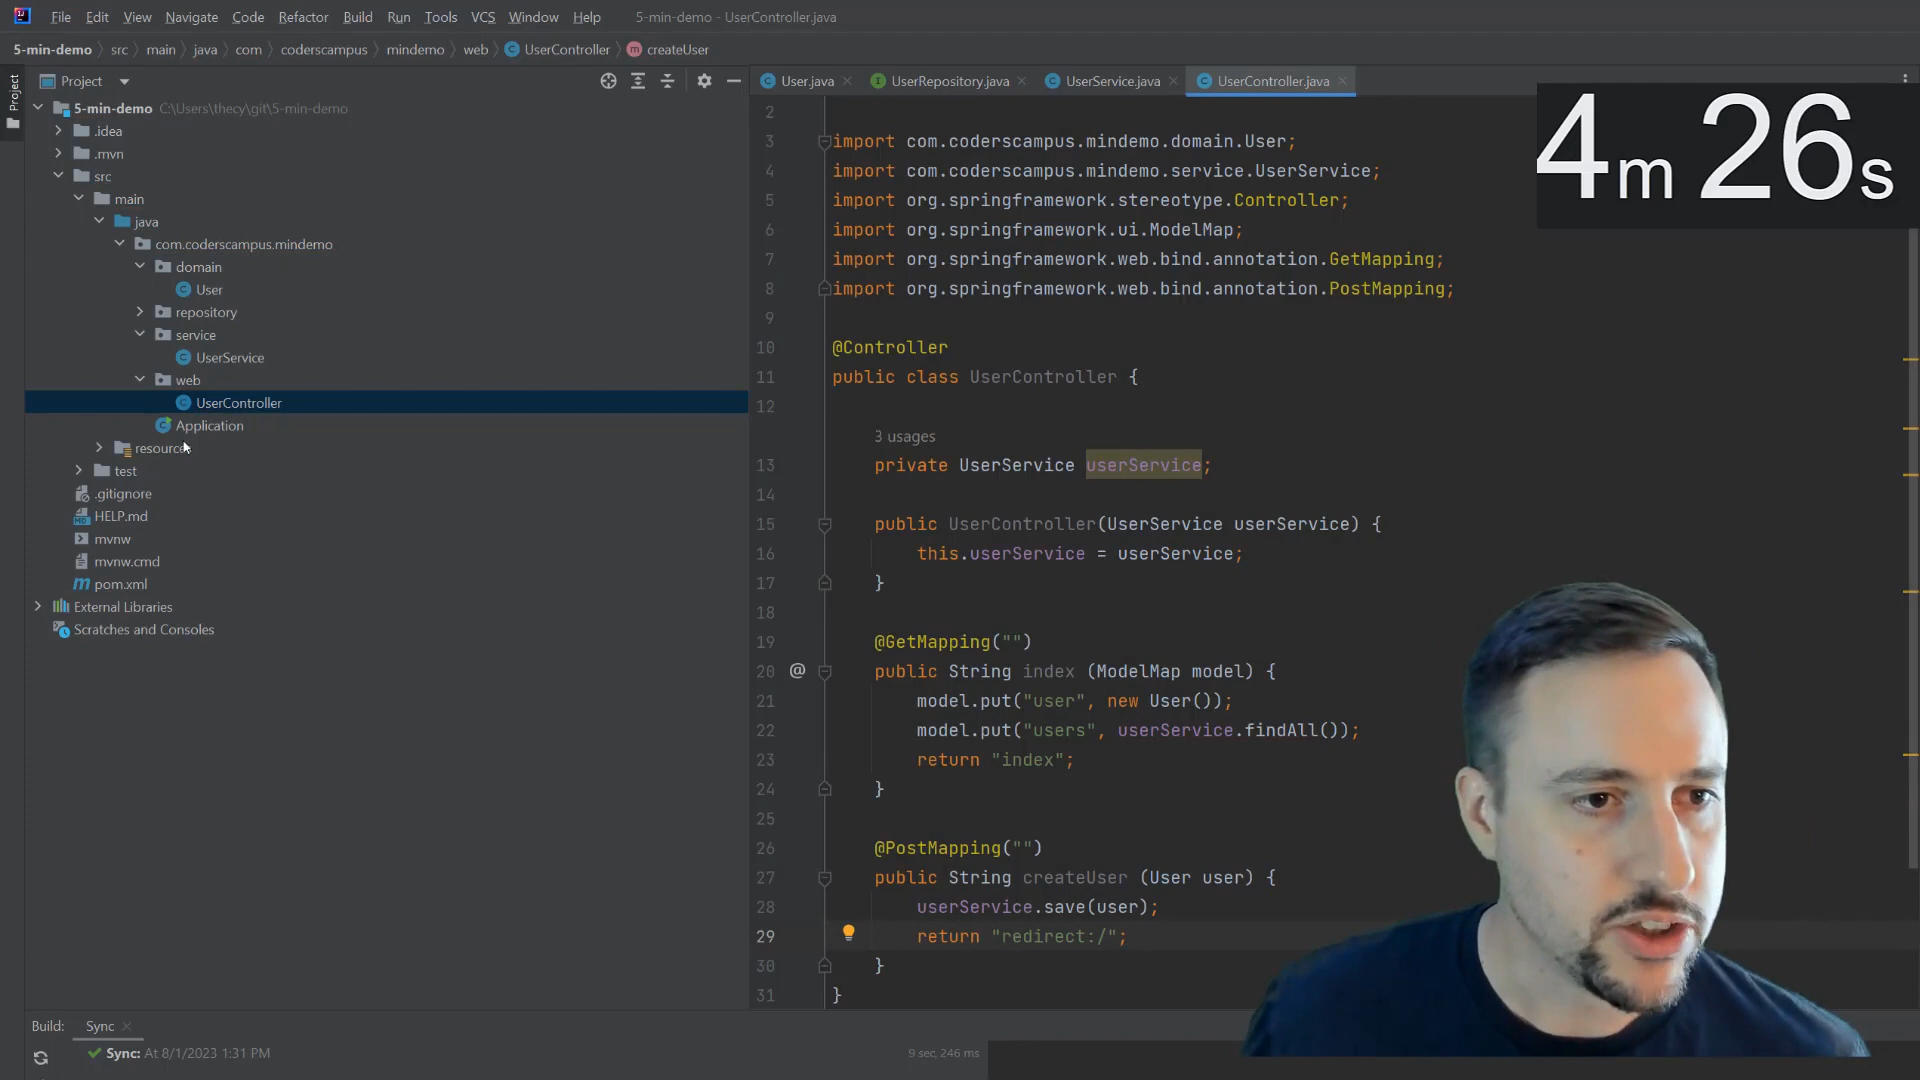 File Edit View Navigate Code Refactor Build Run Tools VCS Window Help 5-min-demo - UserController.java
5-min-demo src main java com coderscampus mindemo web UserController createUser
Project
Project
5-min-demo C:\Users\thecy\git\5-min-demo
.idea
.mvn
src
main
java
com.coderscampus.mindemo
domain
User
repository
service
UserService
web
UserController
Application
resources
test
.gitignore
HELP.md
mvnw
mvnw.cmd
pom.xml
External Libraries
Scratches and Consoles
User.java UserRepository.java UserService.java UserController.java
4m 26s
2
3 import com.coderscampus.mindemo.domain.User;
4 import com.coderscampus.mindemo.service.UserService;
5 import org.springframework.stereotype.Controller;
6 import org.springframework.ui.ModelMap;
7 import org.springframework.web.bind.annotation.GetMapping;
8 import org.springframework.web.bind.annotation.PostMapping;
9
10 @Controller
11 public class UserController {
12
3 usages
13 private UserService userService;
14
15 public UserController(UserService userService) {
16 this.userService = userService;
17 }
18
19 @GetMapping("")
20 public String index (ModelMap model) {
21 model.put("user", new User());
22 model.put("users", userService.findAll());
23 return "index";
24 }
25
26 @PostMapping("")
27 public String createUser (User user) {
28 userService.save(user);
29 return "redirect:/";
30 }
31 }
Build: Sync
Sync: At 8/1/2023 1:31 PM 9 sec, 246 ms